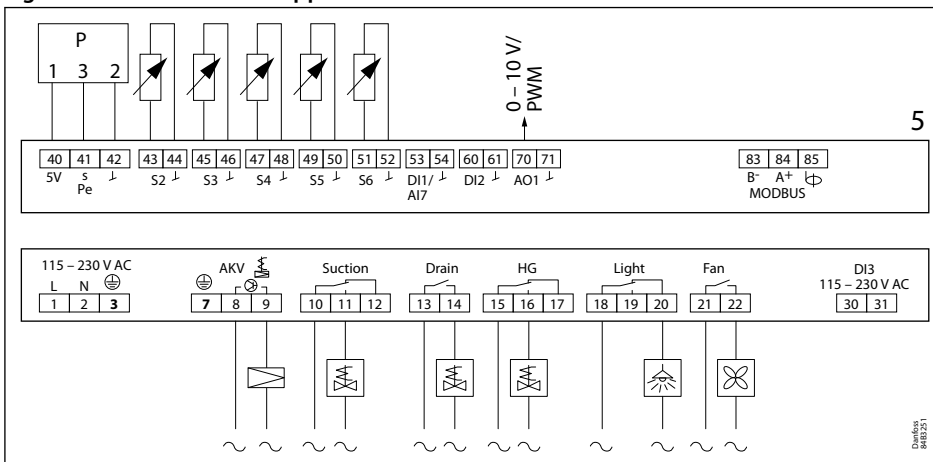 P
1 3 2
0 – 10 V/
PWM
5
40 41 42 43 44 45 46 47 48 49 50 51 52 53 54 60 61 70 71 83 84 85
5V s S2 S3 S4 S5 S6 DI1/ DI2 AO1 B- A+
Pe AI7 MODBUS
115 – 230 V AC AKV Suction Drain HG Light Fan DI3
L N 115 – 230 V AC
1 2 3 7 8 9 10 11 12 13 14 15 16 17 18 19 20 21 22 30 31
Danfoss
84B3251